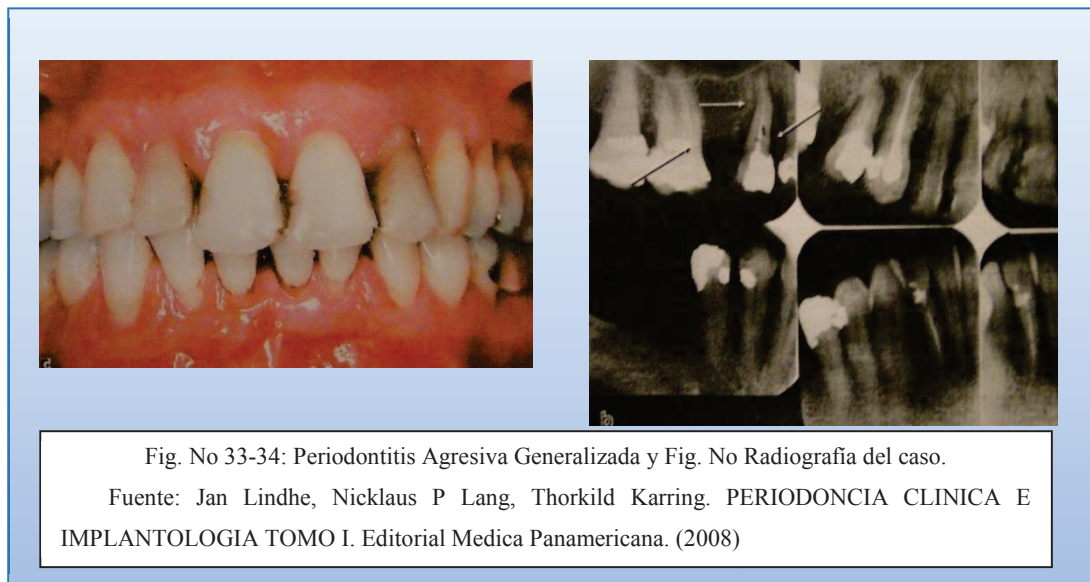 Fig. No 33-34: Periodontitis Agresiva Generalizada y Fig. No Radiografía del caso.
Fuente: Jan Lindhe, Nicklaus P Lang, Thorkild Karring. PERIODONCIA CLINICA E
IMPLANTOLOGIA TOMO I. Editorial Medica Panamericana. (2008)